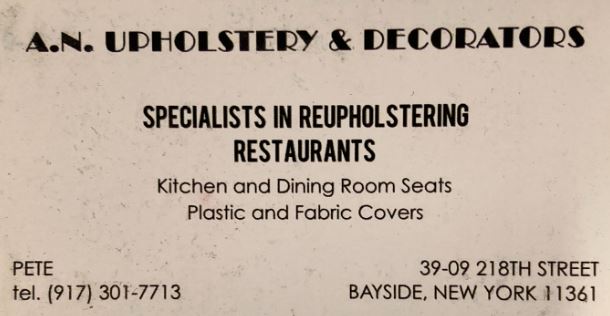 A.N. UPHOLSTERY & DECORATORS
SPECIALISTS IN REUPHOLSTERING
RESTAURANTS
Kitchen and Dining Room Seats
Plastic and Fabric Covers
PETE
tel. (917) 301-7713
39-09 218TH STREET
BAYSIDE, NEW YORK 11361